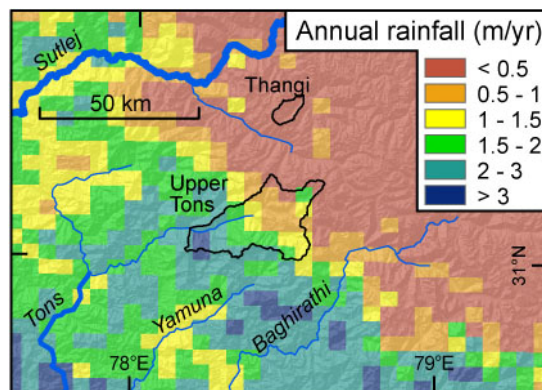 Annual rainfall (m/yr)
< 0.5
0.5 - 1
1 - 1.5
1.5 - 2
2 - 3
> 3
Sutlej
50 km
Thangi
Upper
Tons
31°N
Tons
Yamuna
Baghirathi
78°E
79°E